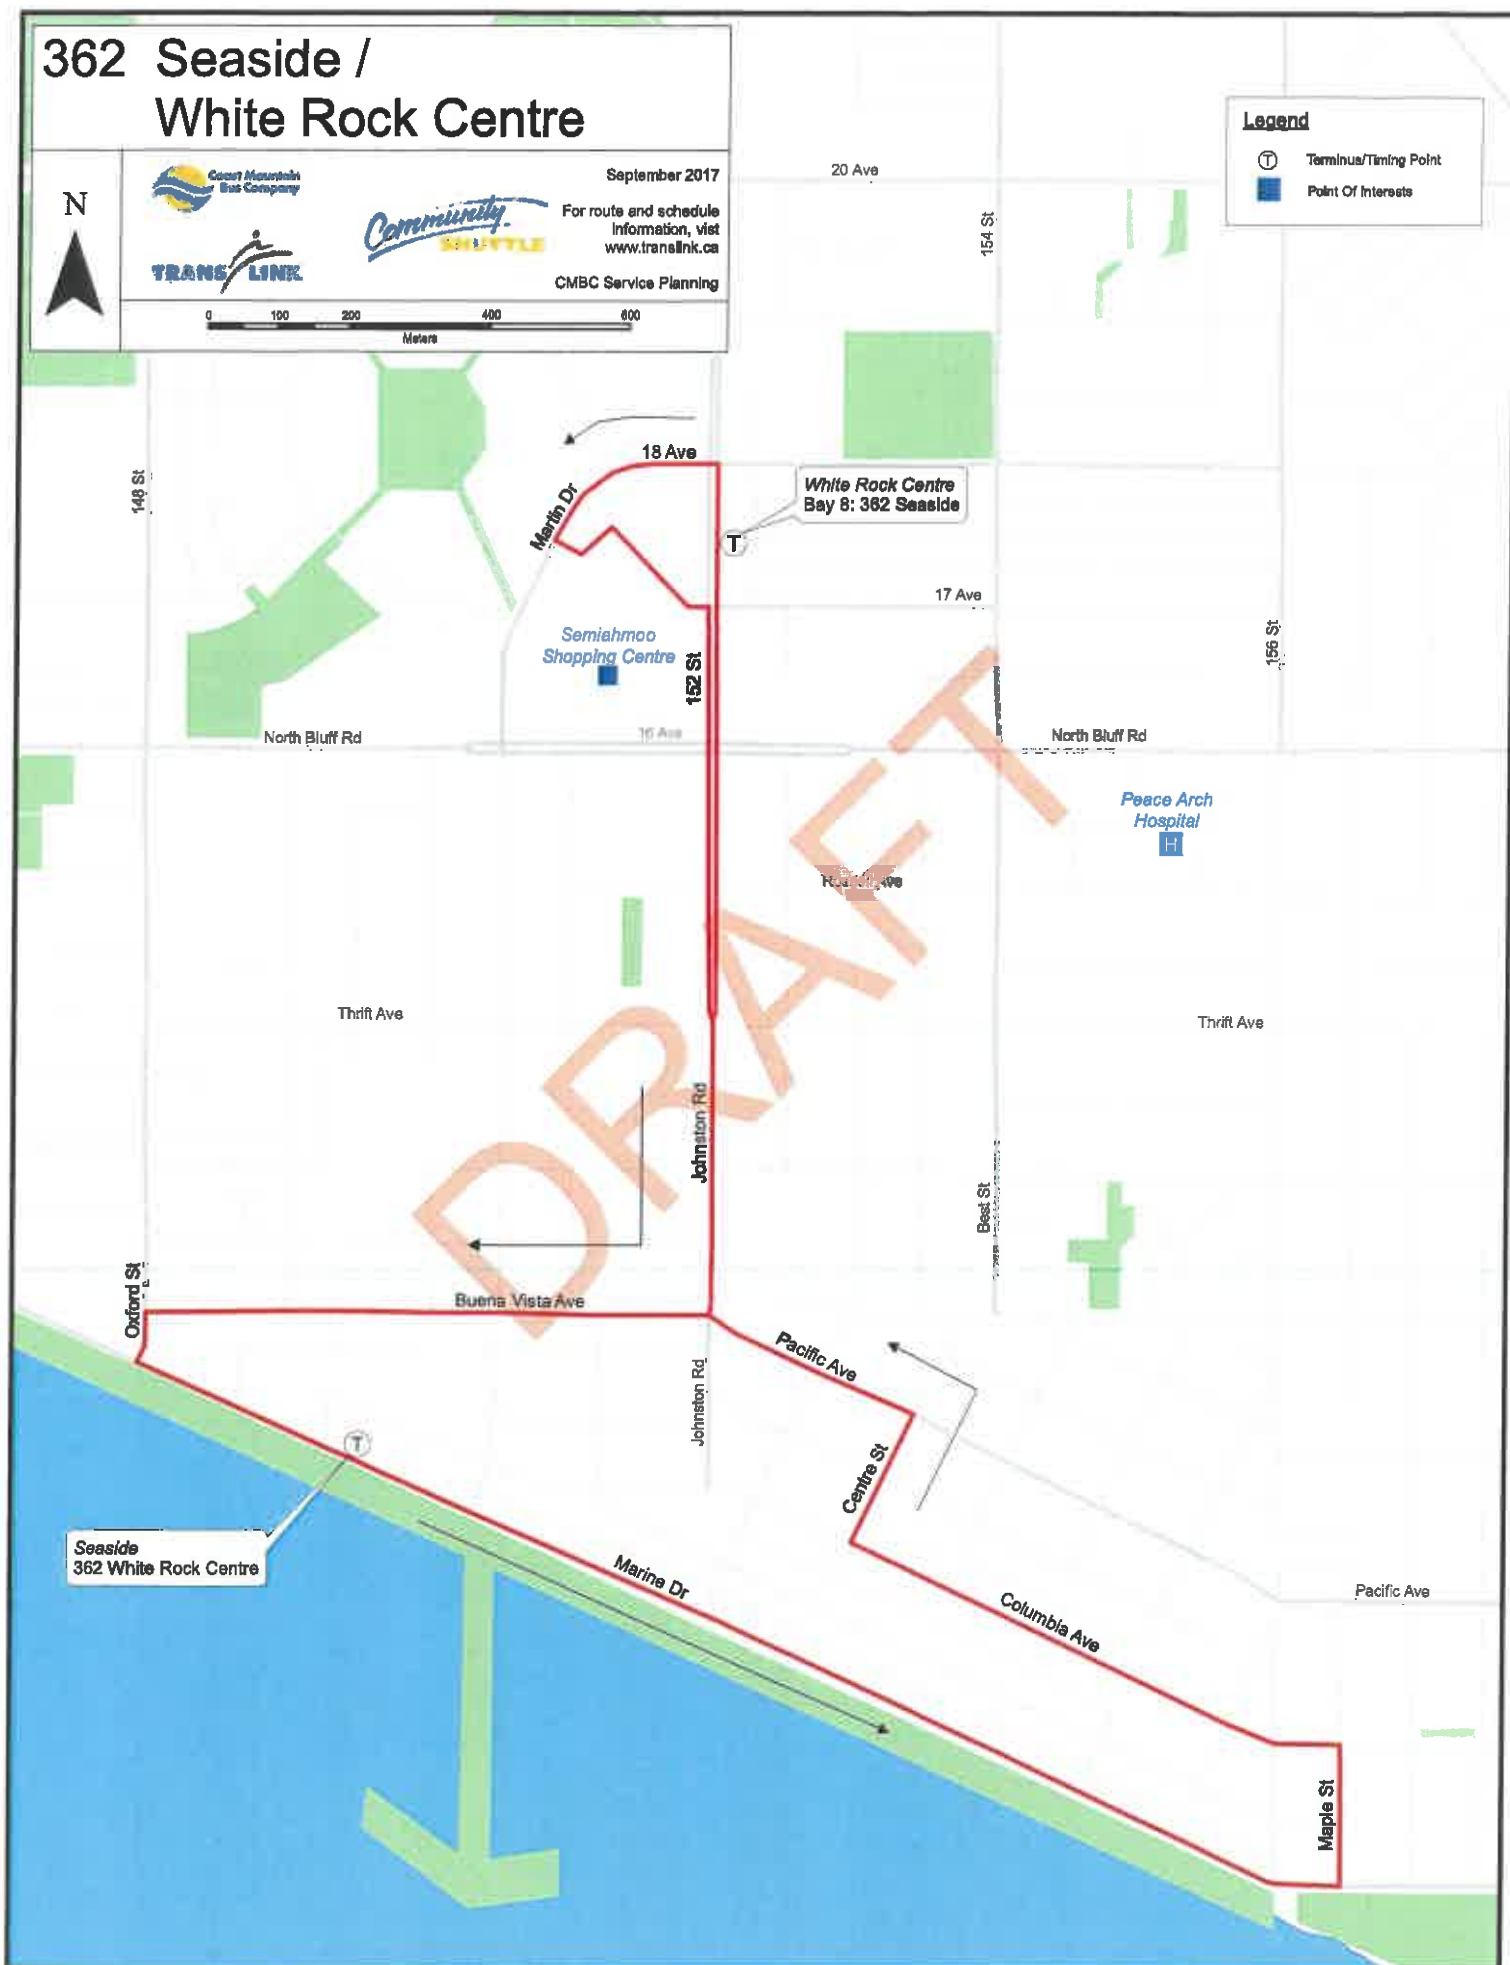 362 Seaside /
White Rock Centre
N
Coast Mountain
Bus Company
TRANS LINK
Community
SHUTTLE
September 2017
For route and schedule
Information, vist
www.translink.ca
CMBC Service Planning
0 100 200 400 600
Meters
Legend
T Terminus/Timing Point
Point Of Interests
20 Ave
154 St
148 St
18 Ave
Martin Dr
White Rock Centre
Bay 8: 362 Seaside
T
17 Ave
156 St
Semiahmoo
Shopping Centre
152 St
16 Ave
North Bluff Rd
North Bluff Rd
Peace Arch
Hospital
H
Ave
Thrift Ave
Thrift Ave
DRAFT
Johnston Rd
Best St
Oxford St
Buena Vista Ave
Pacific Ave
Johnston Rd
Centre St
T
Seaside
362 White Rock Centre
Marine Dr
Columbia Ave
Pacific Ave
Maple St